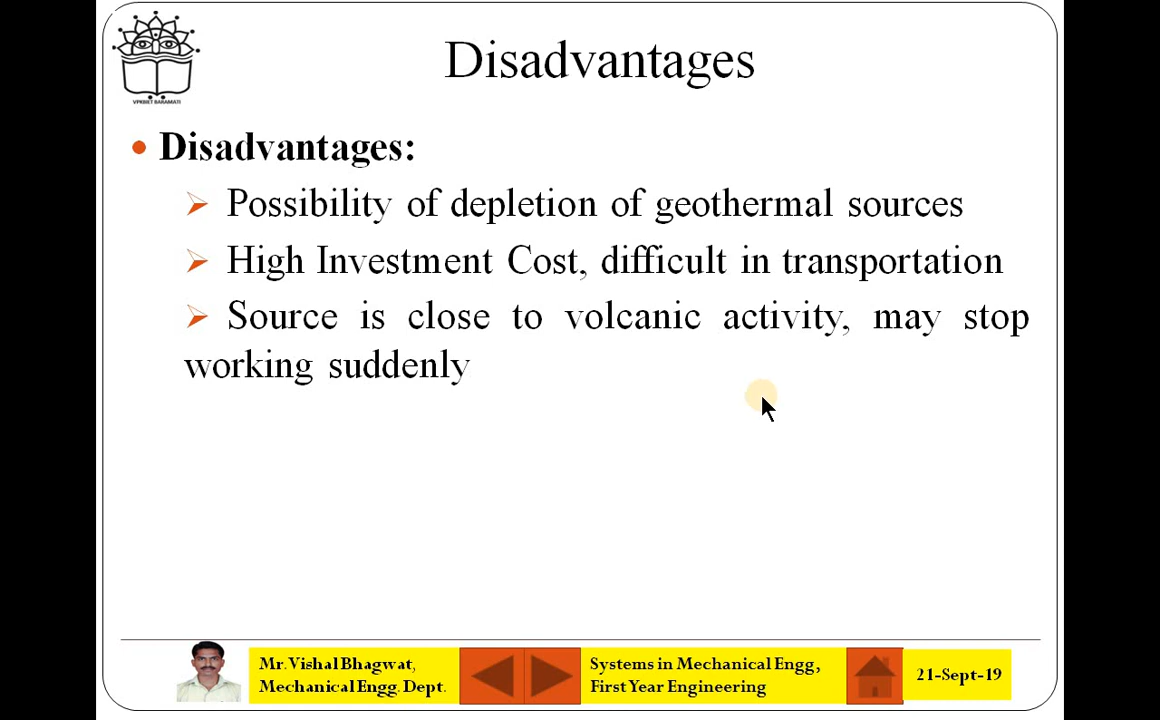 VPKBIET BARAMATI
Disadvantages
Disadvantages:
Possibility of depletion of geothermal sources
High Investment Cost, difficult in transportation
Source is close to volcanic activity, may stop
working suddenly
Mr. Vishal Bhagwat,
Mechanical Engg. Dept.
Systems in Mechanical Engg,
First Year Engineering
21-Sept-19